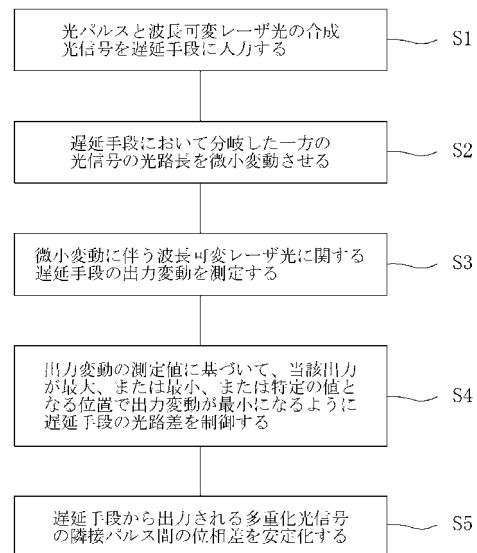 光パルスと波長可変レーザ光の合成
光信号を遅延手段に入力する
S1
遅延手段において分岐した一方の
光信号の光路長を微小変動させる
S2
微小変動に伴う波長可変レーザ光に関する
遅延手段の出力変動を測定する
S3
出力変動の測定値に基づいて、当該出力
が最大、または最小、または特定の値と
なる位置で出力変動が最小になるように
遅延手段の光路差を制御する
S4
遅延手段から出力される多重化光信号
の隣接パルス間の位相差を安定化する
S5